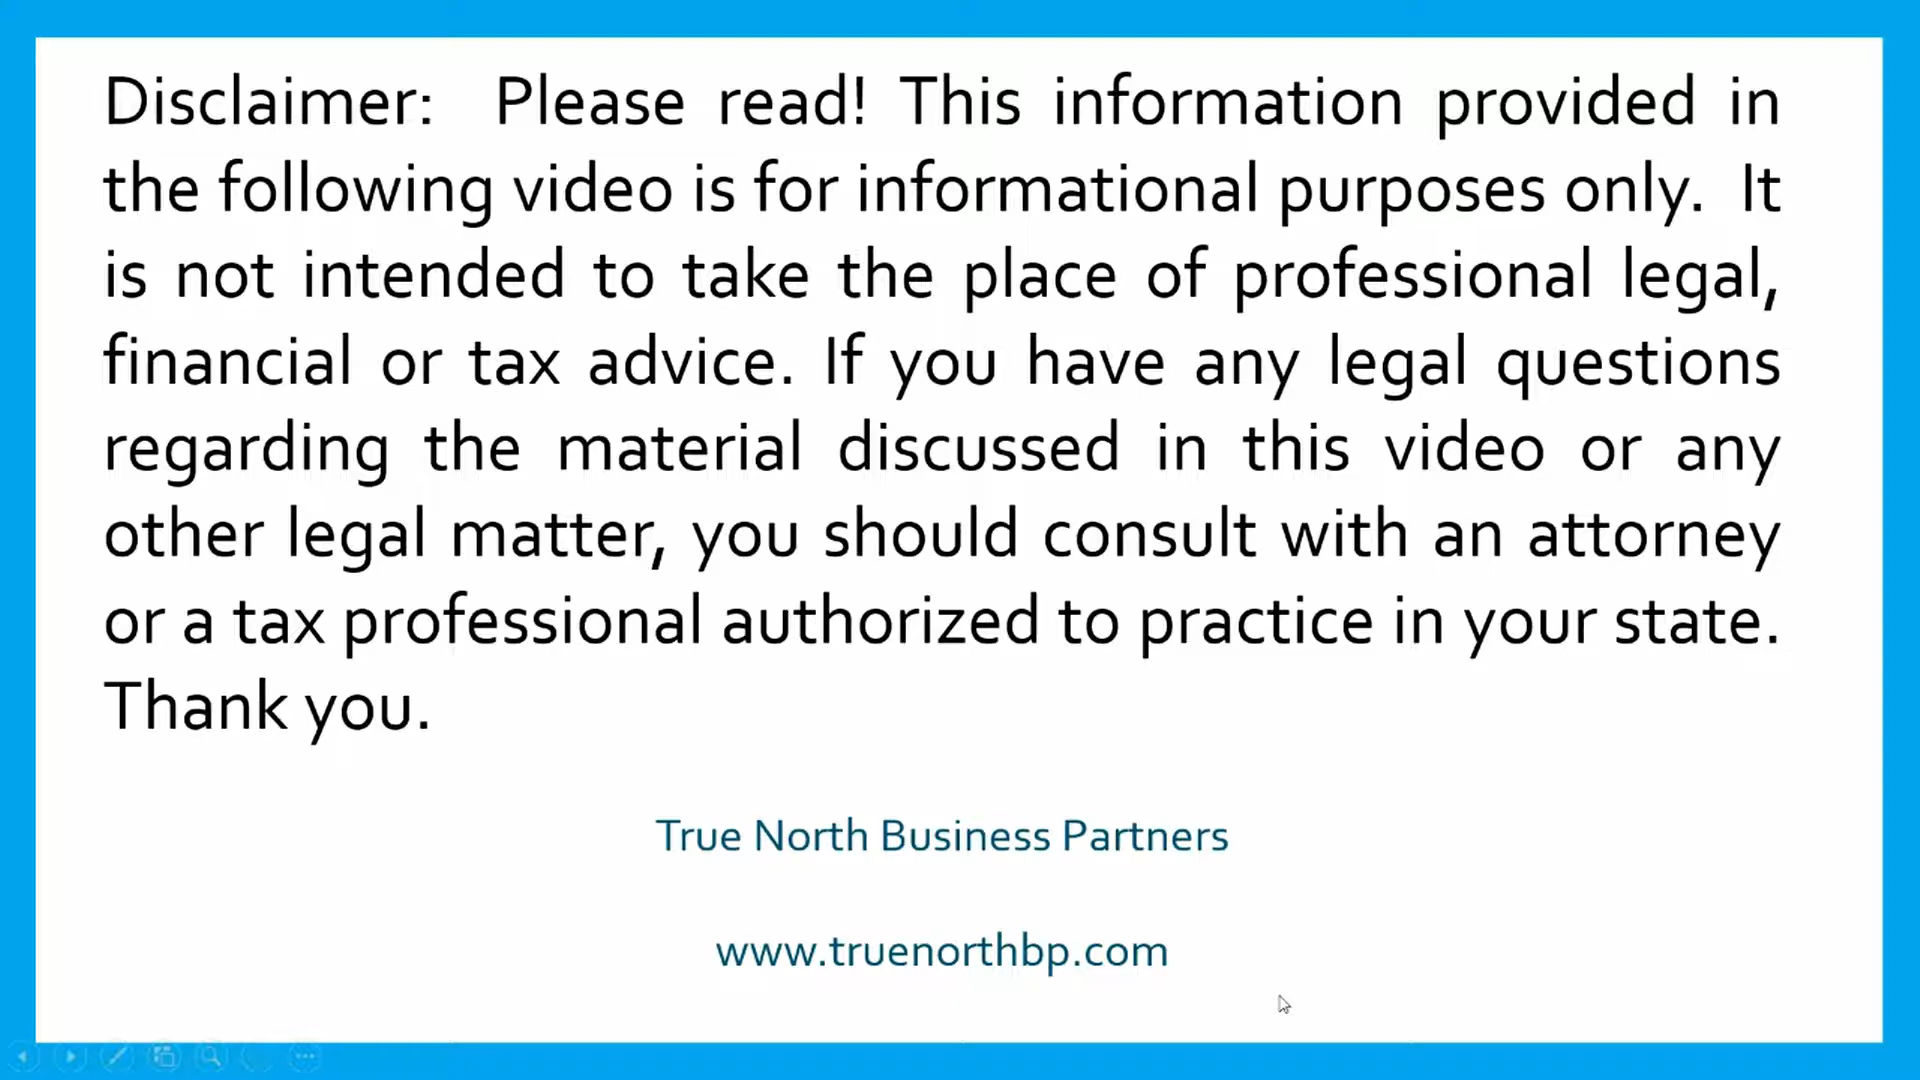 Disclaimer:  Please read! This information provided in
the following video is for informational purposes only.  It
is not intended to take the place of professional legal,
financial or tax advice. If you have any legal questions
regarding the material discussed in this video or any
other legal matter, you should consult with an attorney
or a tax professional authorized to practice in your state.
Thank you.
True North Business Partners
www.truenorthbp.com